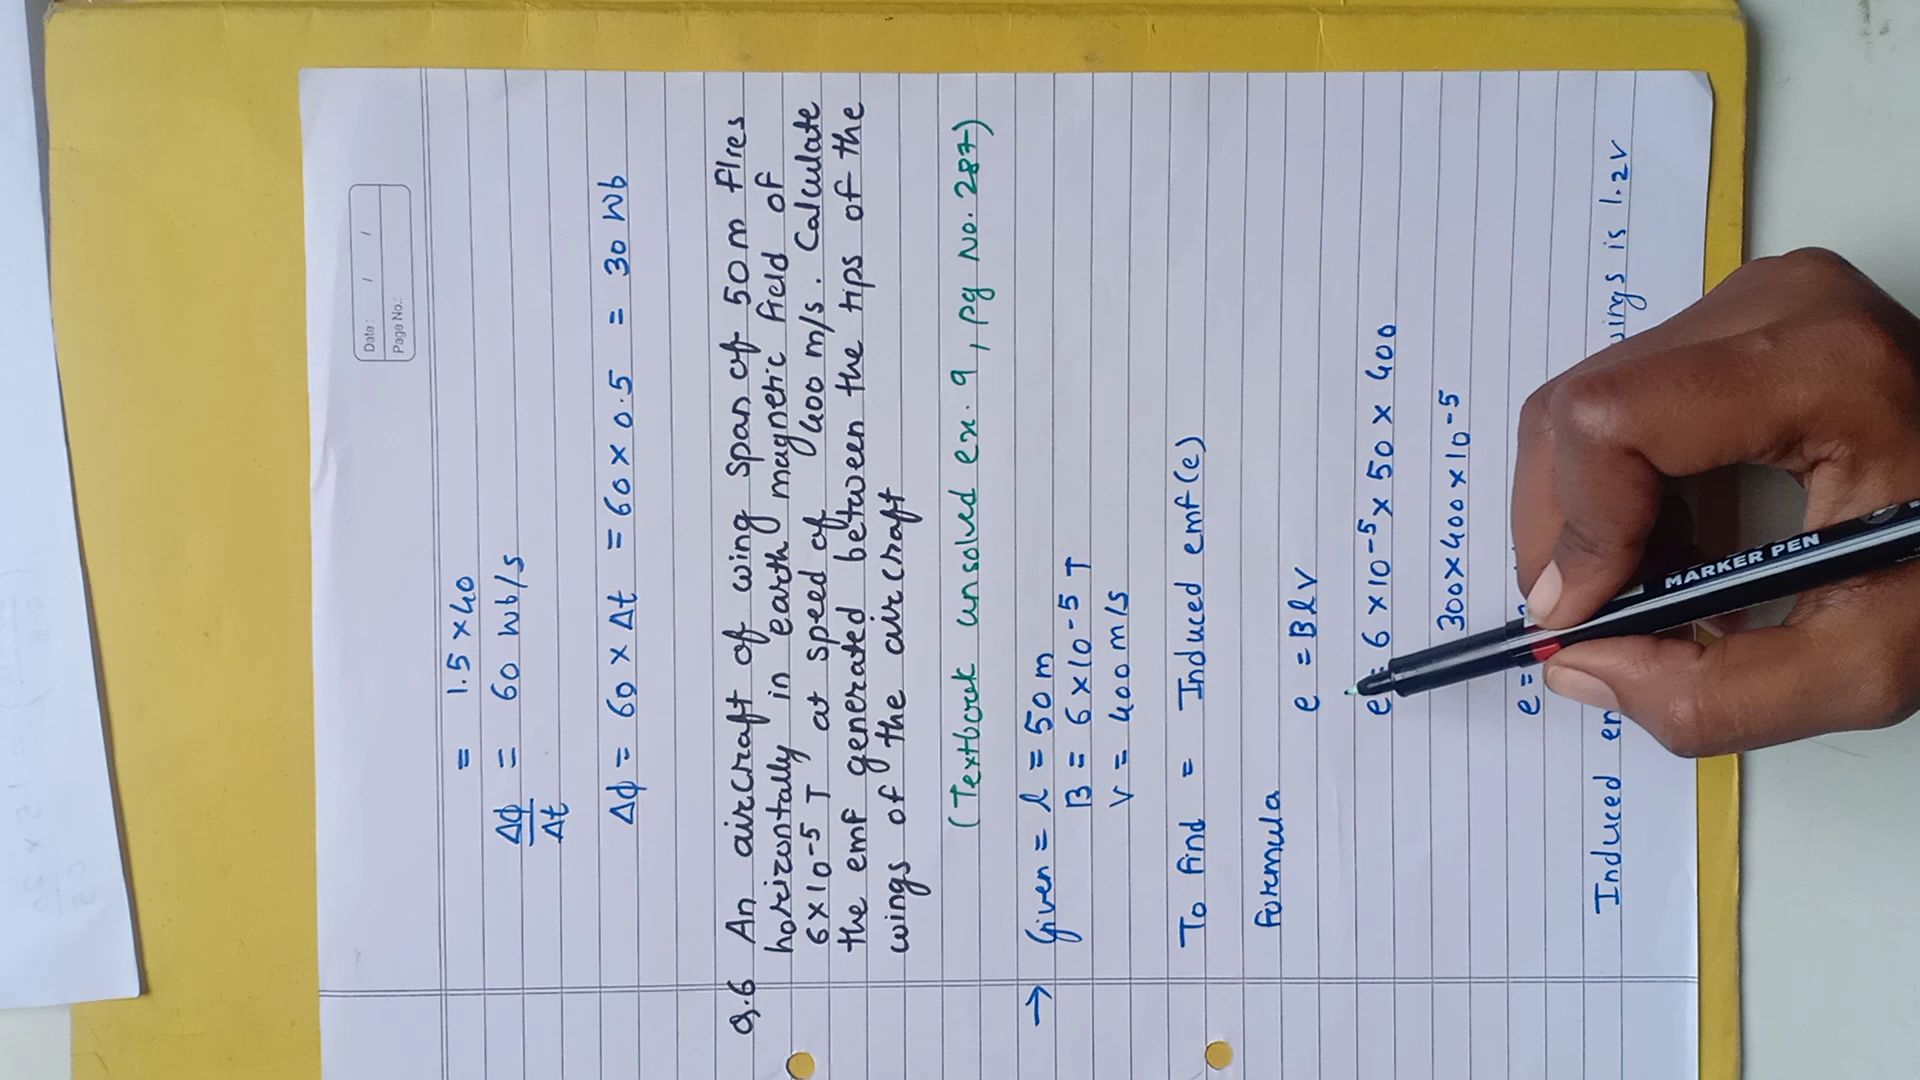 Date: / /
Page No.:
= 1.5 × 40
Δϕ = 60 Wb/s
Δt
Δϕ = 60 × Δt = 60 × 0.5 = 30 Wb
Q.6 An aircraft of wing span of 50 m flies
horizontally in earth magnetic field of
6×10-5 T at speed of 400 m/s. Calculate
the emf generated between the tips of the
wings of the aircraft
(Textbook unsolved ex. 9, pg No. 287)
→ Given = l = 50 m
B = 6×10-5 T
V = 400 m/s
To find = Induced emf (e)
formula
e = BlV
e = 6 ×10-5 × 50 × 400
300×400×10-5
e =
Induced wings is 1.2V
MARKER PEN